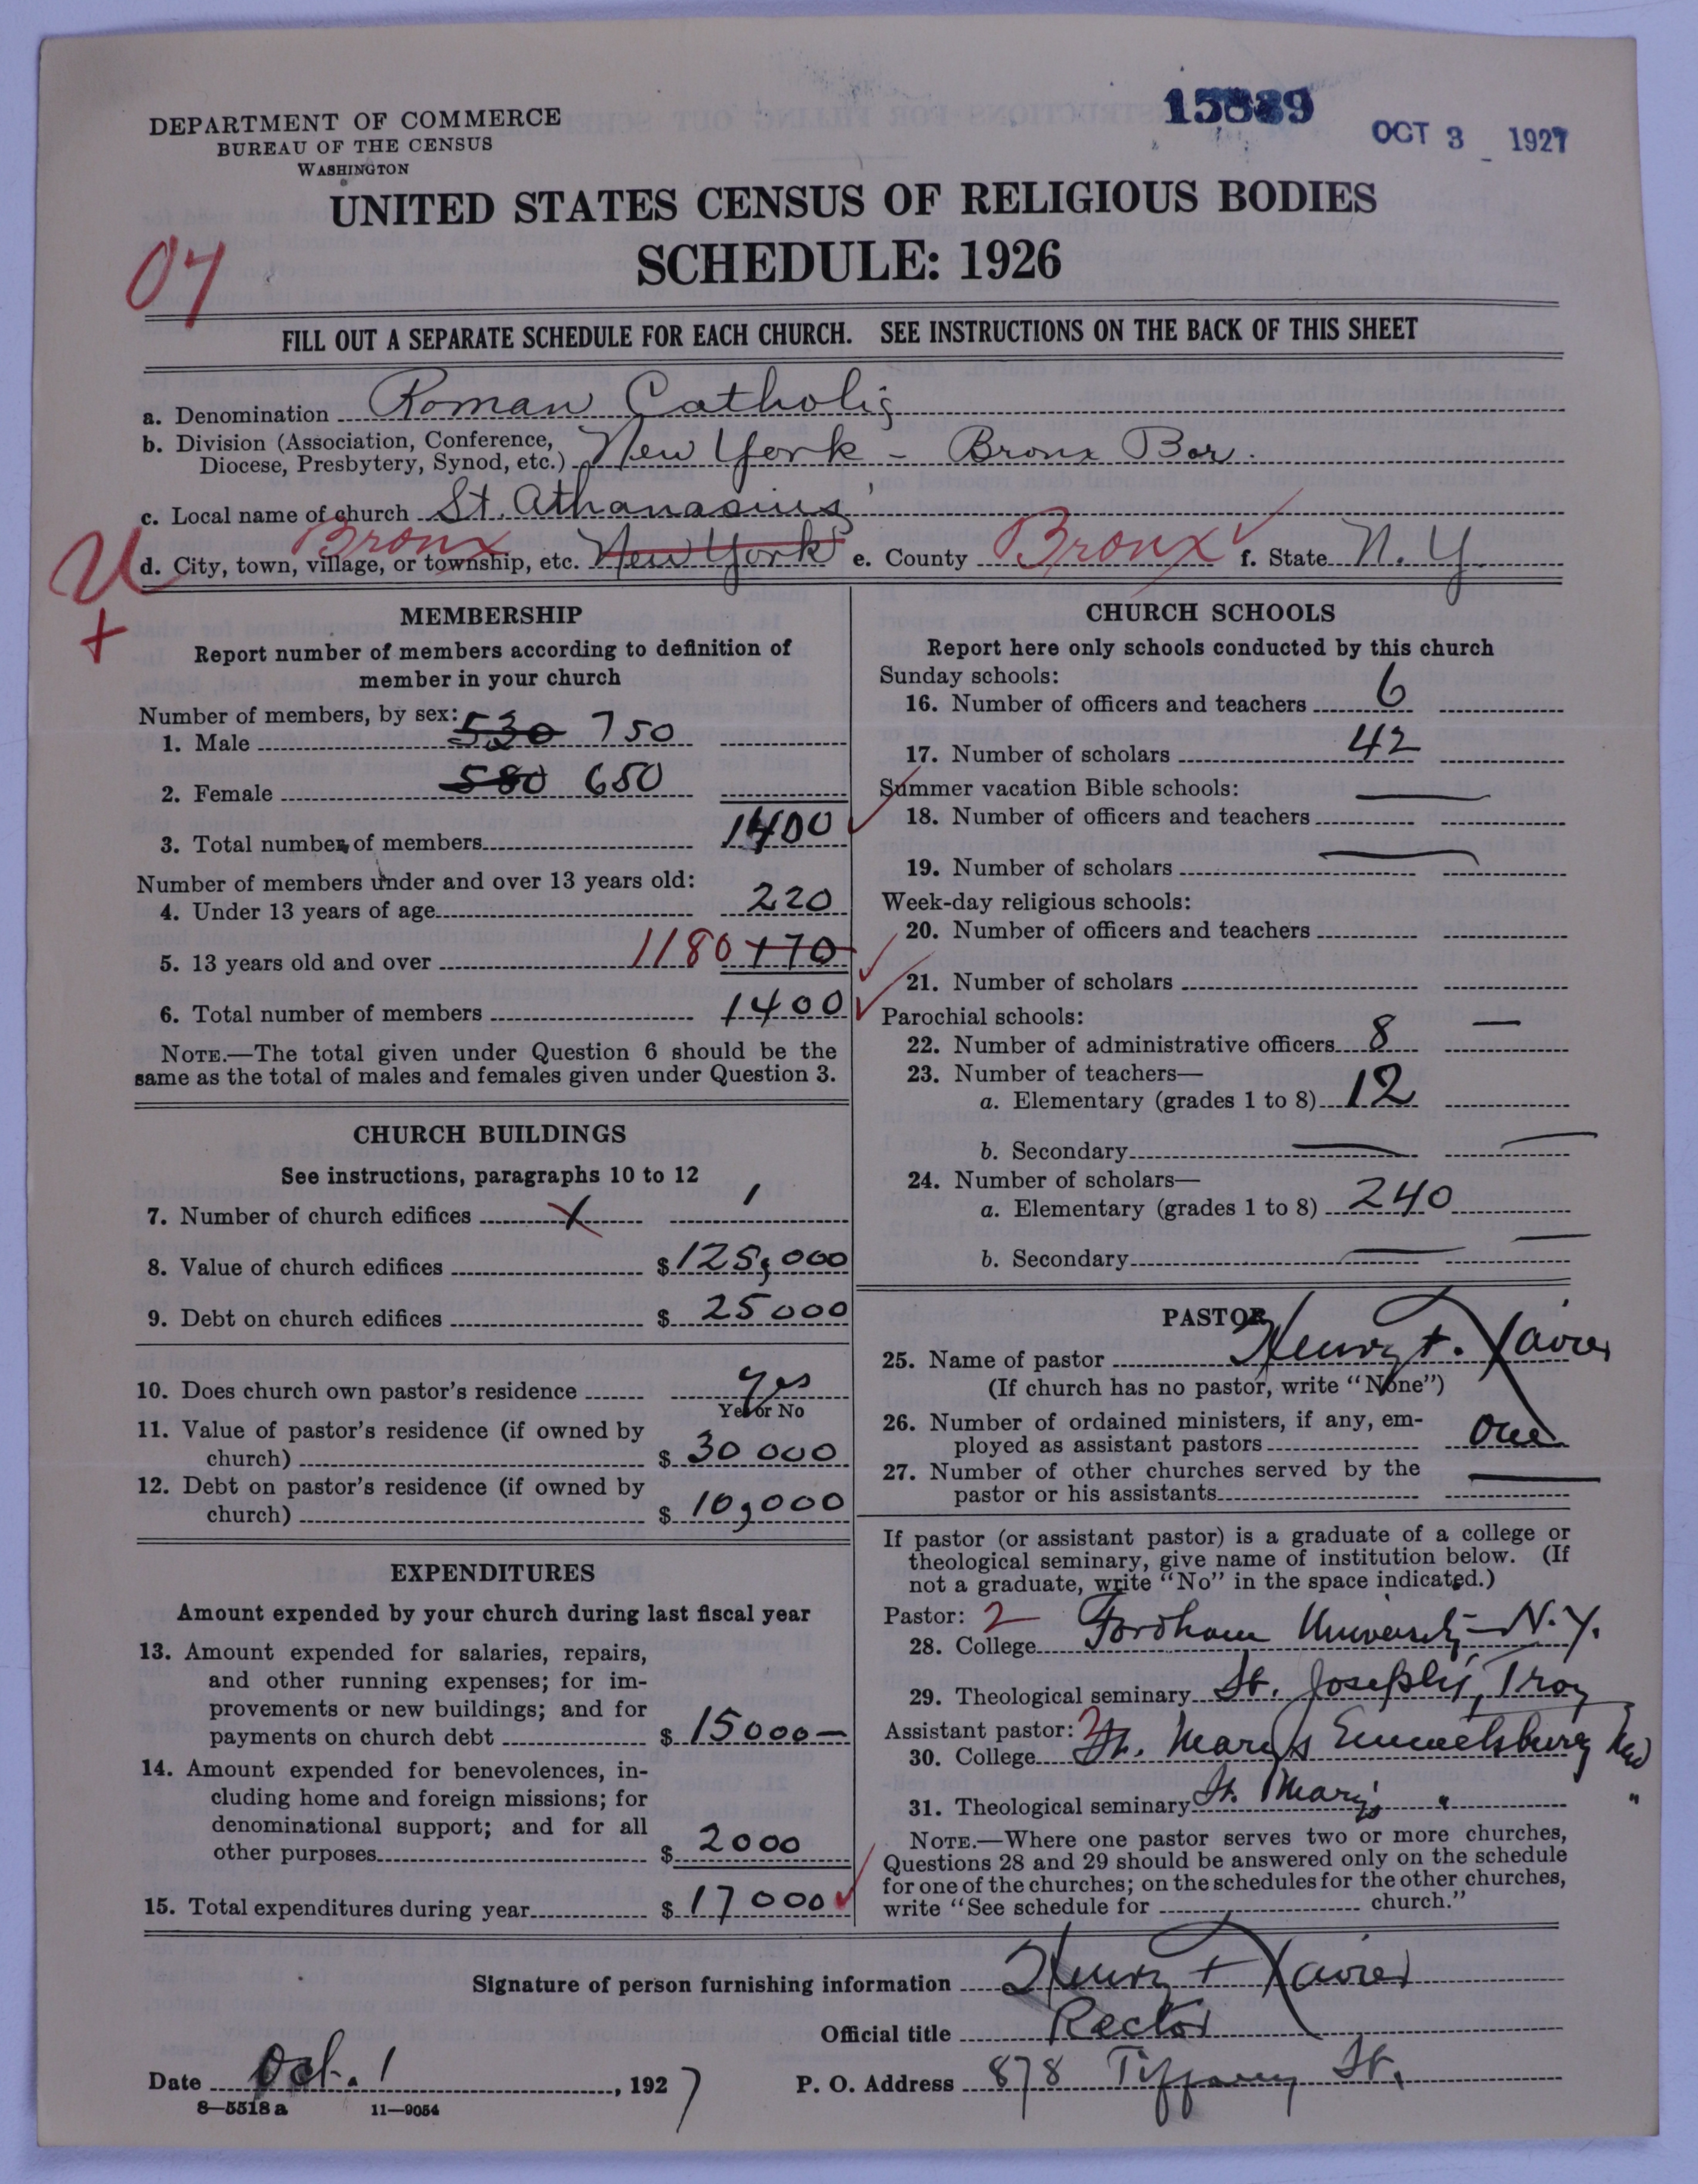 DEPARTMENT OF COMMERCE
BUREAU OF THE CENSUS
WASHINGTON
OCT 3 1927
UNITED STATES CENSUS OF RELIGIOUS BODIES
SCHEDULE: 1926
04
FILL OUT A SEPARATE SCHEDULE FOR EACH CHURCH. SEE INSTRUCTIONS ON THE BACK OF THIS SHEET
a. Denomination Roman Catholic
b. Division (Association, Conference,
Diocese, Presbytery, Synod, etc.) New York - Bronx Bor.
c. Local name of church St. Athanasius'
U
Bronx
d. City, town, village, or township, etc. New York e. County Bronx f. State N.Y.
+
MEMBERSHIP
Report number of members according to definition of
member in your church
Number of members, by sex:
1. Male 530 750
2. Female 580 650
3. Total number of members 1400
Number of members under and over 13 years old:
4. Under 13 years of age 220
5. 13 years old and over 1180 170
6. Total number of members 1400
NOTE.—The total given under Question 6 should be the
same as the total of males and females given under Question 3.
CHURCH BUILDINGS
See instructions, paragraphs 10 to 12
7. Number of church edifices 1
8. Value of church edifices $ 125,000
9. Debt on church edifices $ 25000
10. Does church own pastor's residence Yes
Yes or No
11. Value of pastor's residence (if owned by
church) $ 30 000
12. Debt on pastor's residence (if owned by
church) $ 10,000
EXPENDITURES
Amount expended by your church during last fiscal year
13. Amount expended for salaries, repairs,
and other running expenses; for im-
provements or new buildings; and for
payments on church debt $ 15000—
14. Amount expended for benevolences, in-
cluding home and foreign missions; for
denominational support; and for all
other purposes $ 2000
15. Total expenditures during year $ 17000
CHURCH SCHOOLS
Report here only schools conducted by this church
Sunday schools:
16. Number of officers and teachers 6
17. Number of scholars 42
Summer vacation Bible schools:
18. Number of officers and teachers —
19. Number of scholars —
Week-day religious schools:
20. Number of officers and teachers
21. Number of scholars
Parochial schools:
22. Number of administrative officers 8 —
23. Number of teachers—
a. Elementary (grades 1 to 8) 12
b. Secondary — —
24. Number of scholars—
a. Elementary (grades 1 to 8) 240
b. Secondary — —
PASTOR
25. Name of pastor Henry F. Xavier
(If church has no pastor, write "None")
26. Number of ordained ministers, if any, em-
ployed as assistant pastors one
27. Number of other churches served by the
pastor or his assistants —
If pastor (or assistant pastor) is a graduate of a college or
theological seminary, give name of institution below. (If
not a graduate, write "No" in the space indicated.)
Pastor: 2
28. College Fordham University—N.Y.
29. Theological seminary St. Joseph's, Troy
Assistant pastor: 2
30. College St. Mary's Emmetsburg Md
31. Theological seminary St. Mary's " "
NOTE.—Where one pastor serves two or more churches,
Questions 28 and 29 should be answered only on the schedule
for one of the churches; on the schedules for the other churches,
write "See schedule for church."
Signature of person furnishing information Henry F Xavier
Official title Rector
Date Oct. 1, 1927 P. O. Address 878 Tiffany St.
8—5518 a 11—9054